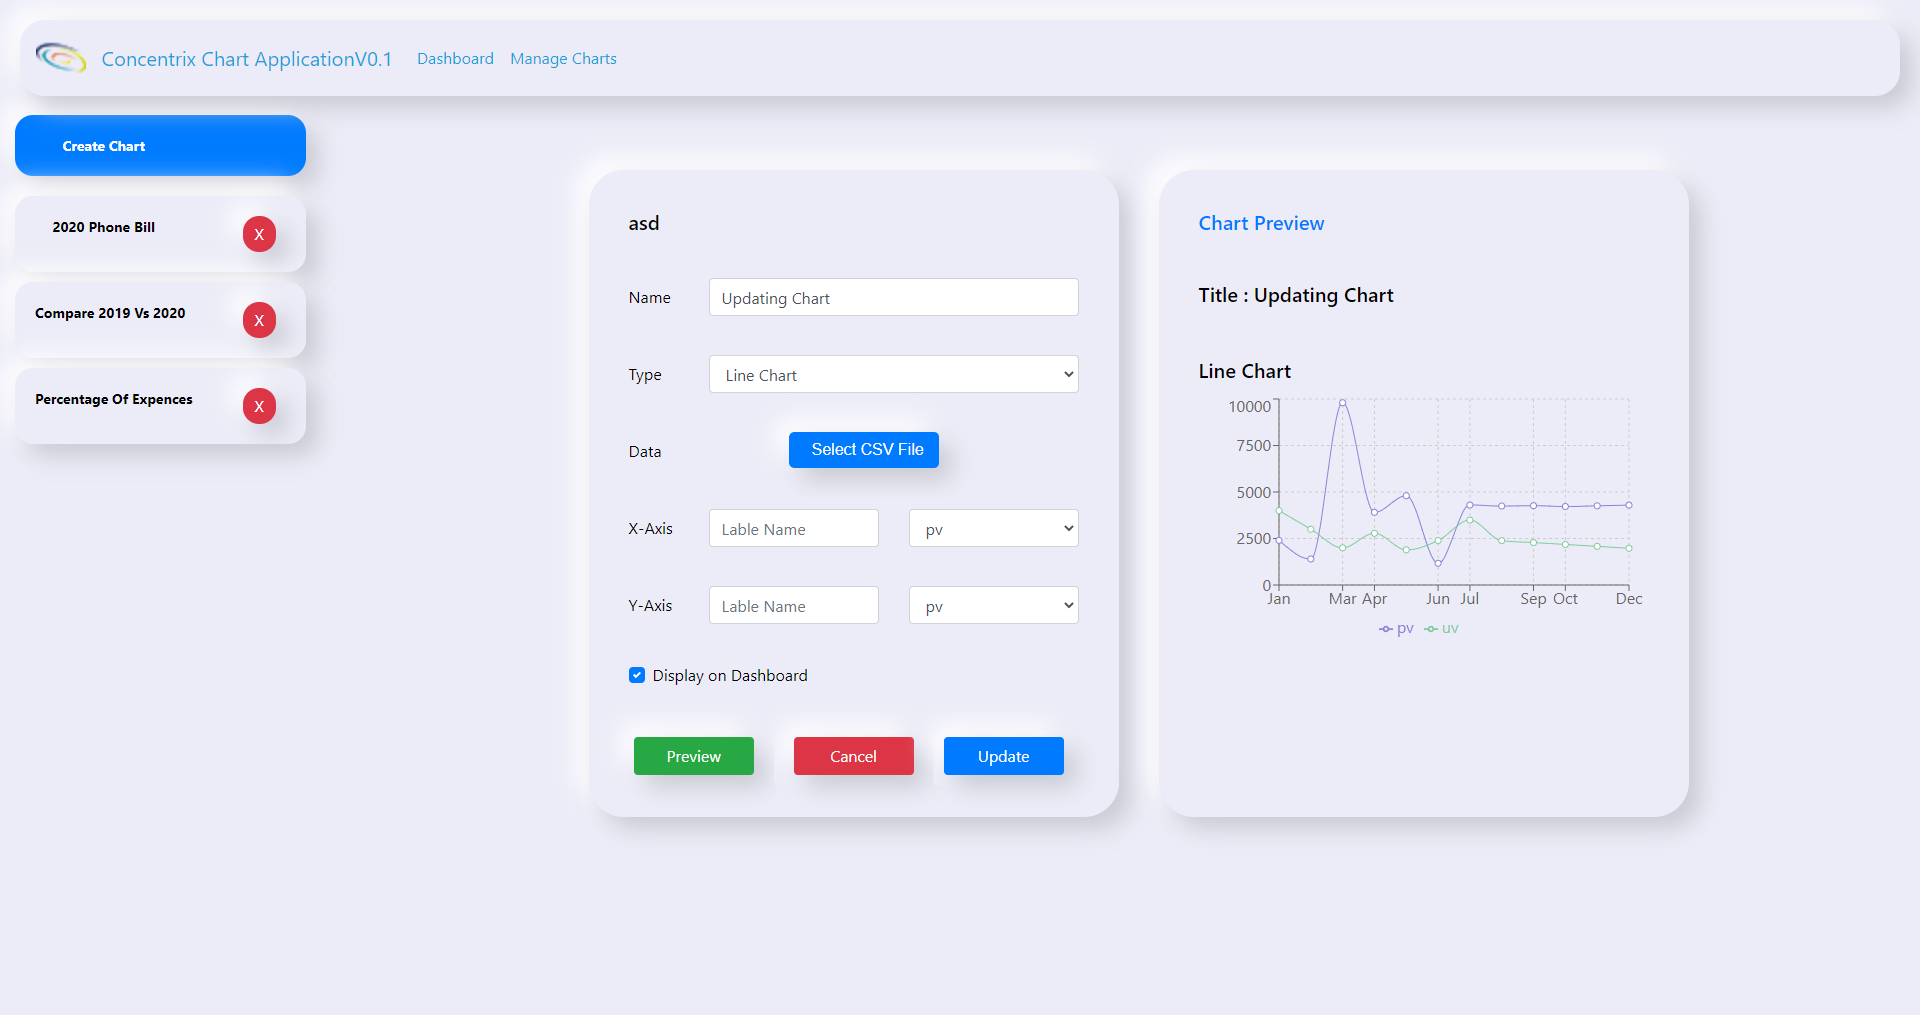 Concentrix Chart ApplicationV0.1 Dashboard Manage Charts
Create Chart
2020 Phone Bill X
Compare 2019 Vs 2020 X
Percentage Of Expences X
asd
Name Updating Chart
Type Line Chart
Data Select CSV File
X-Axis Lable Name pv
Y-Axis Lable Name pv
Display on Dashboard
Preview Cancel Update
Chart Preview
Title : Updating Chart
Line Chart
10000
7500
5000
2500
0
Jan Mar Apr Jun Jul Sep Oct Dec
pv uv